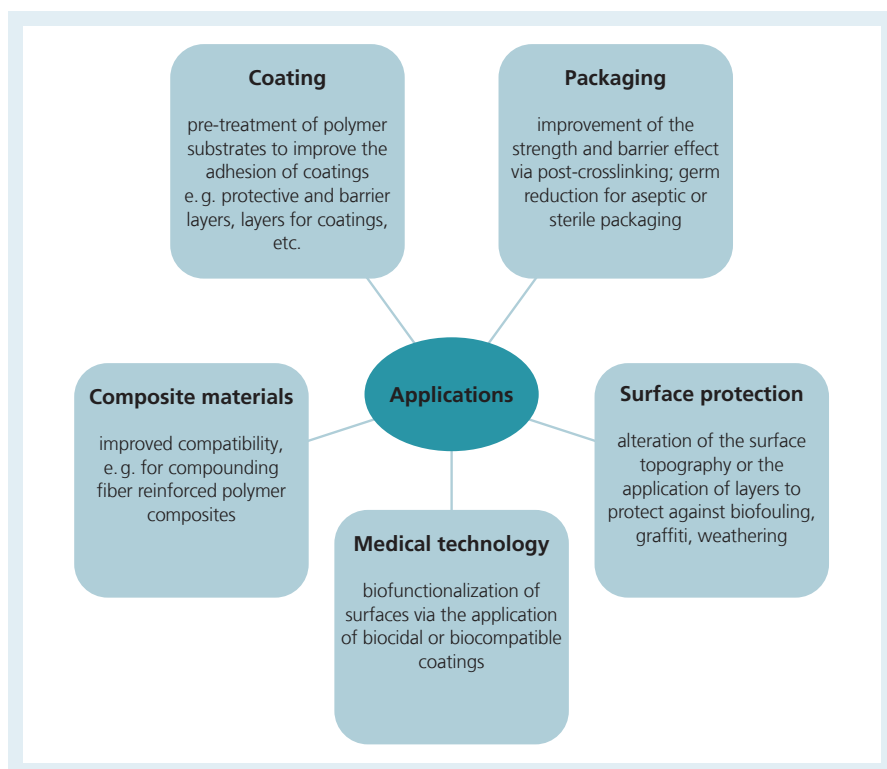 Coating
pre-treatment of polymer
substrates to improve the
adhesion of coatings
e. g. protective and barrier
layers, layers for coatings,
etc.
Packaging
improvement of the
strength and barrier effect
via post-crosslinking; germ
reduction for aseptic or
sterile packaging
Applications
Composite materials
improved compatibility,
e. g. for compounding
fiber reinforced polymer
composites
Surface protection
alteration of the surface
topography or the
application of layers to
protect against biofouling,
graffiti, weathering
Medical technology
biofunctionalization of
surfaces via the application
of biocidal or biocompatible
coatings